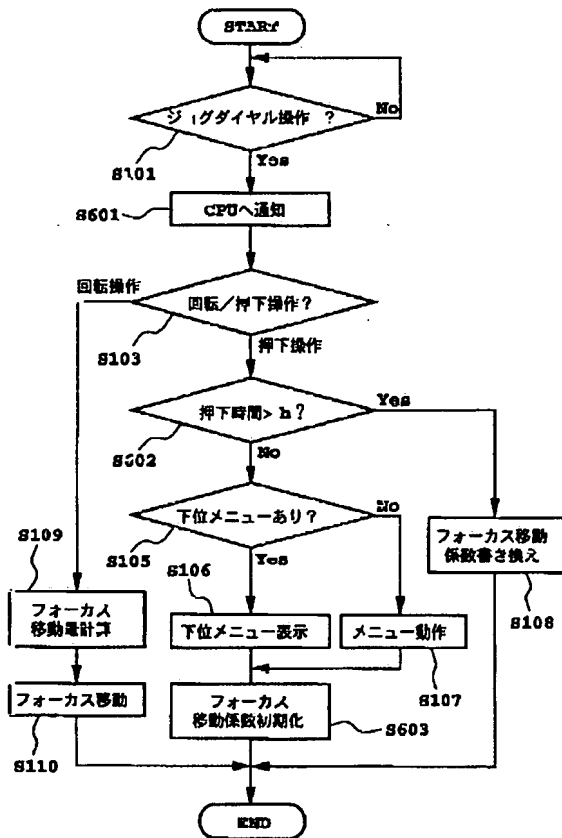 START
ジョグダイヤル操作 ?
No
Yes
S101
CPUへ通知
S601
回転操作
回転／押下操作?
S103
押下操作
押下時間> h?
Yes
S602
No
下位メニューあり?
No
S105
Yes
フォーカス移動
係数書き換え
S108
S109
フォーカス
移動量計算
S106
下位メニュー表示
メニュー動作
S107
フォーカス移動
S110
フォーカス
移動係数初期化
S603
END